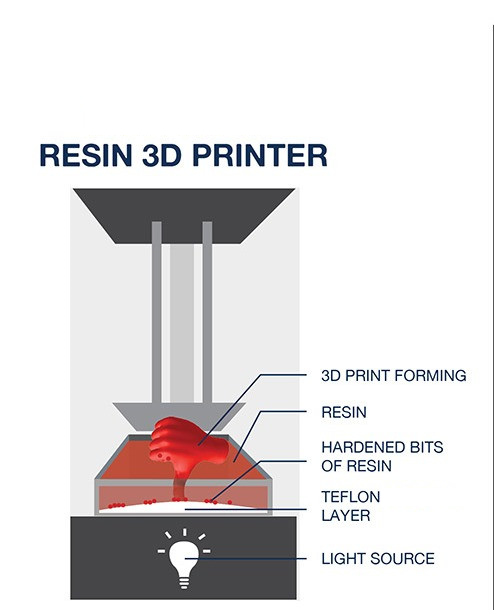 RESIN 3D PRINTER
3D PRINT FORMING
RESIN
HARDENED BITS
OF RESIN
TEFLON
LAYER
LIGHT SOURCE